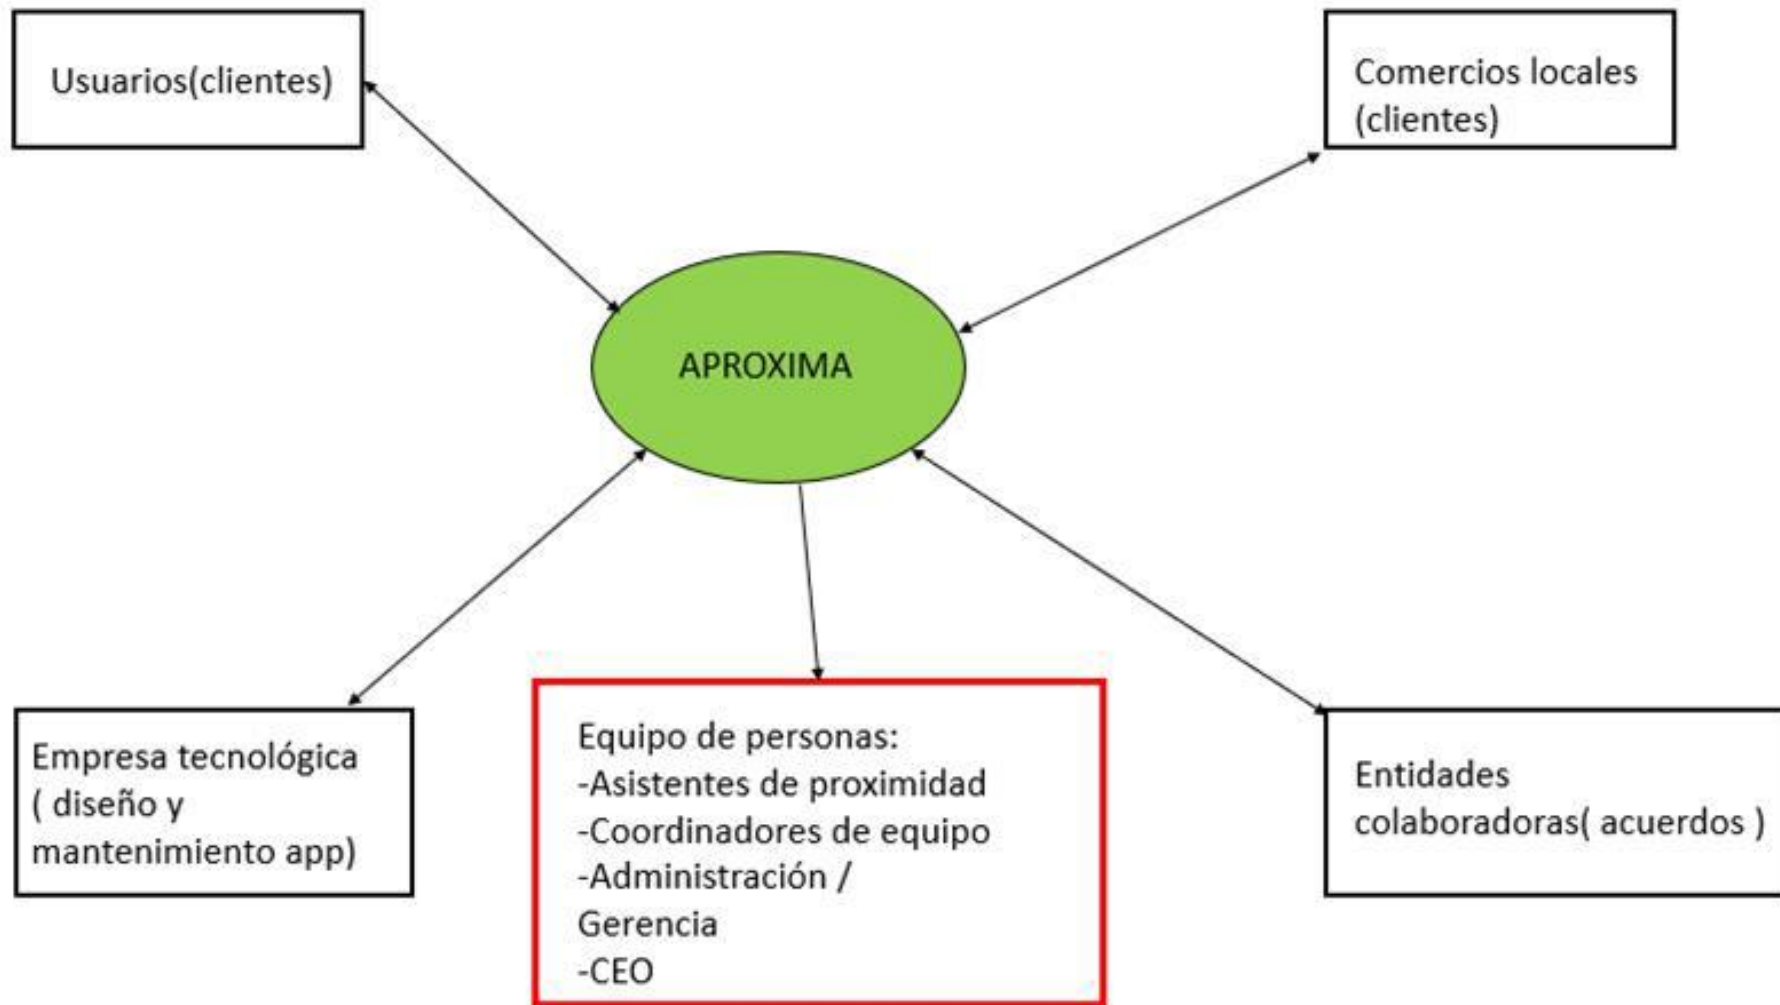 Usuarios(clientes)
Comercios locales
(clientes)
APROXIMA
Empresa tecnológica
( diseño y
mantenimiento app)
Equipo de personas:
-Asistentes de proximidad
-Coordinadores de equipo
-Administración /
Gerencia
-CEO
Entidades
colaboradoras( acuerdos )